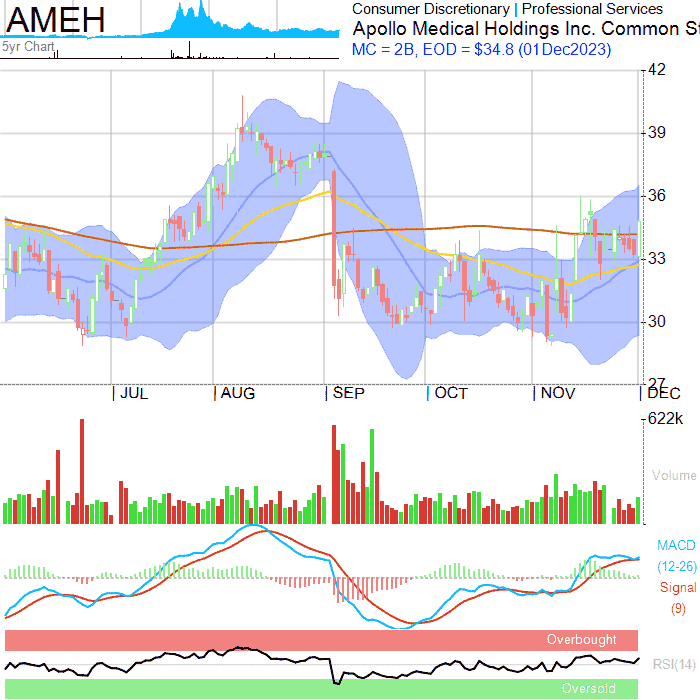 AMEH
5yr Chart
Consumer Discretionary | Professional Services
Apollo Medical Holdings Inc. Common St
MC = 2B, EOD = $34.8 (01Dec2023)
42
39
36
33
30
27
JUL
AUG
SEP
OCT
NOV
DEC
622k
Volume
MACD
(12-26)
Signal
(9)
Overbought
RSI(14)
Oversold